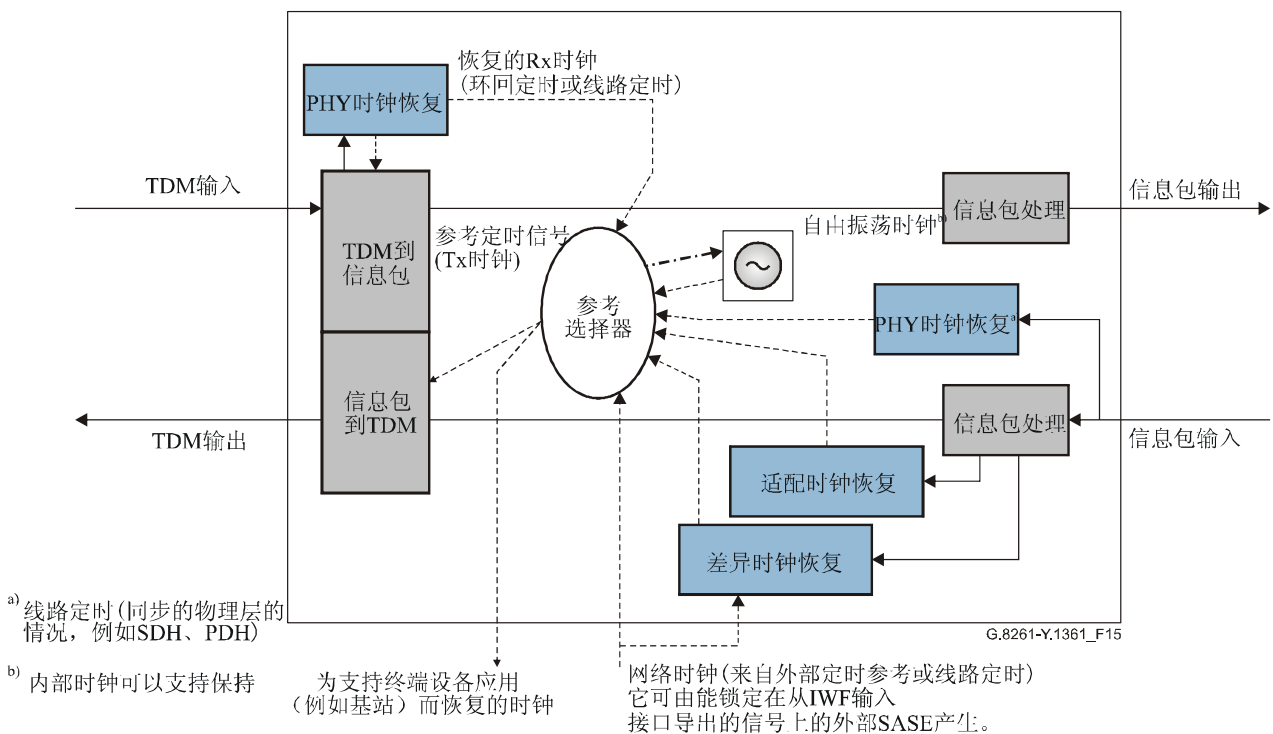 恢复的Rx时钟
(环回定时或线路定时)
PHY时钟恢复
TDM输入
信息包输出
自由振荡时钟b)
信息包处理
TDM到
信息包
参考定时信号
(Tx时钟)
参考
选择器
PHY时钟恢复a
信息包
到TDM
信息包处理
TDM输出
信息包输入
适配时钟恢复
差异时钟恢复
a) 线路定时(同步的物理层的
情况，例如SDH、PDH)
G.8261-Y.1361_F15
b) 内部时钟可以支持保持
为支持终端设备应用
（例如基站）而恢复的时钟
网络时钟(来自外部定时参考或线路定时)
它可由能锁定在从IWF输入
接口导出的信号上的外部SASE产生。